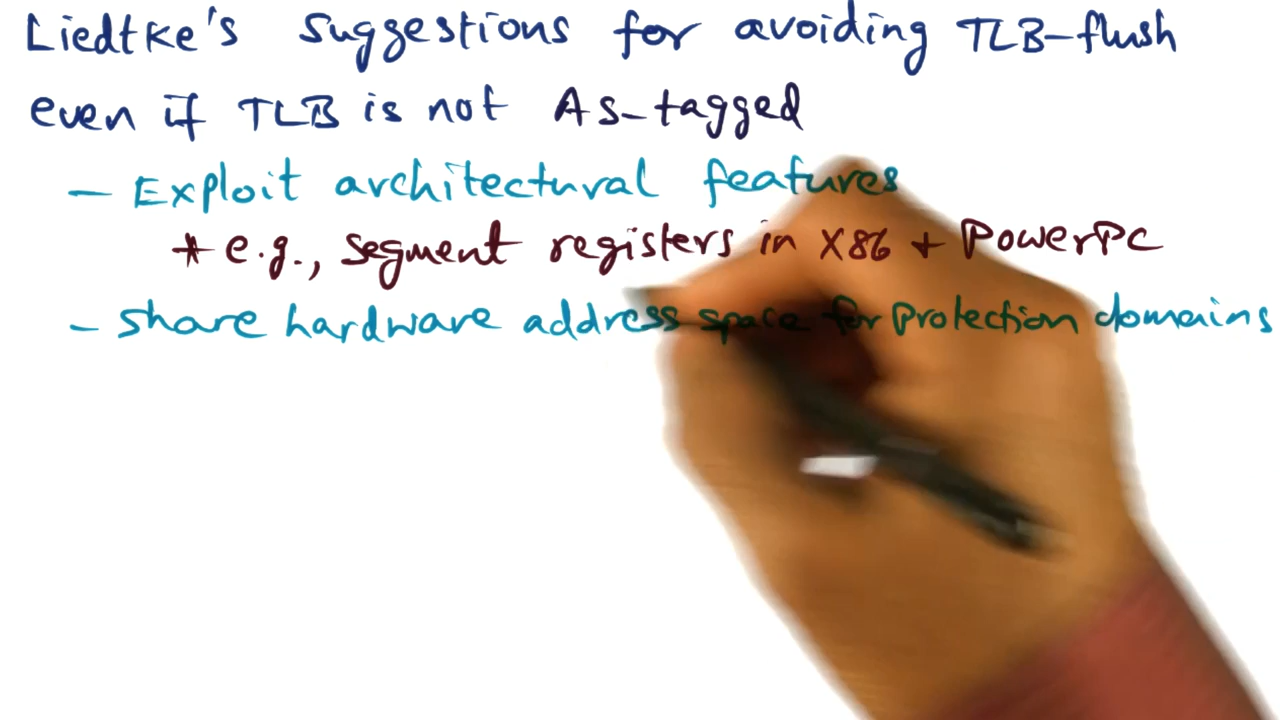 Liedtke's suggestions for avoiding TLB-flush
even if TLB is not AS-tagged
- Exploit architectural features
* e.g., segment registers in X86 + PowerPC
- share hardware address space for protection domains